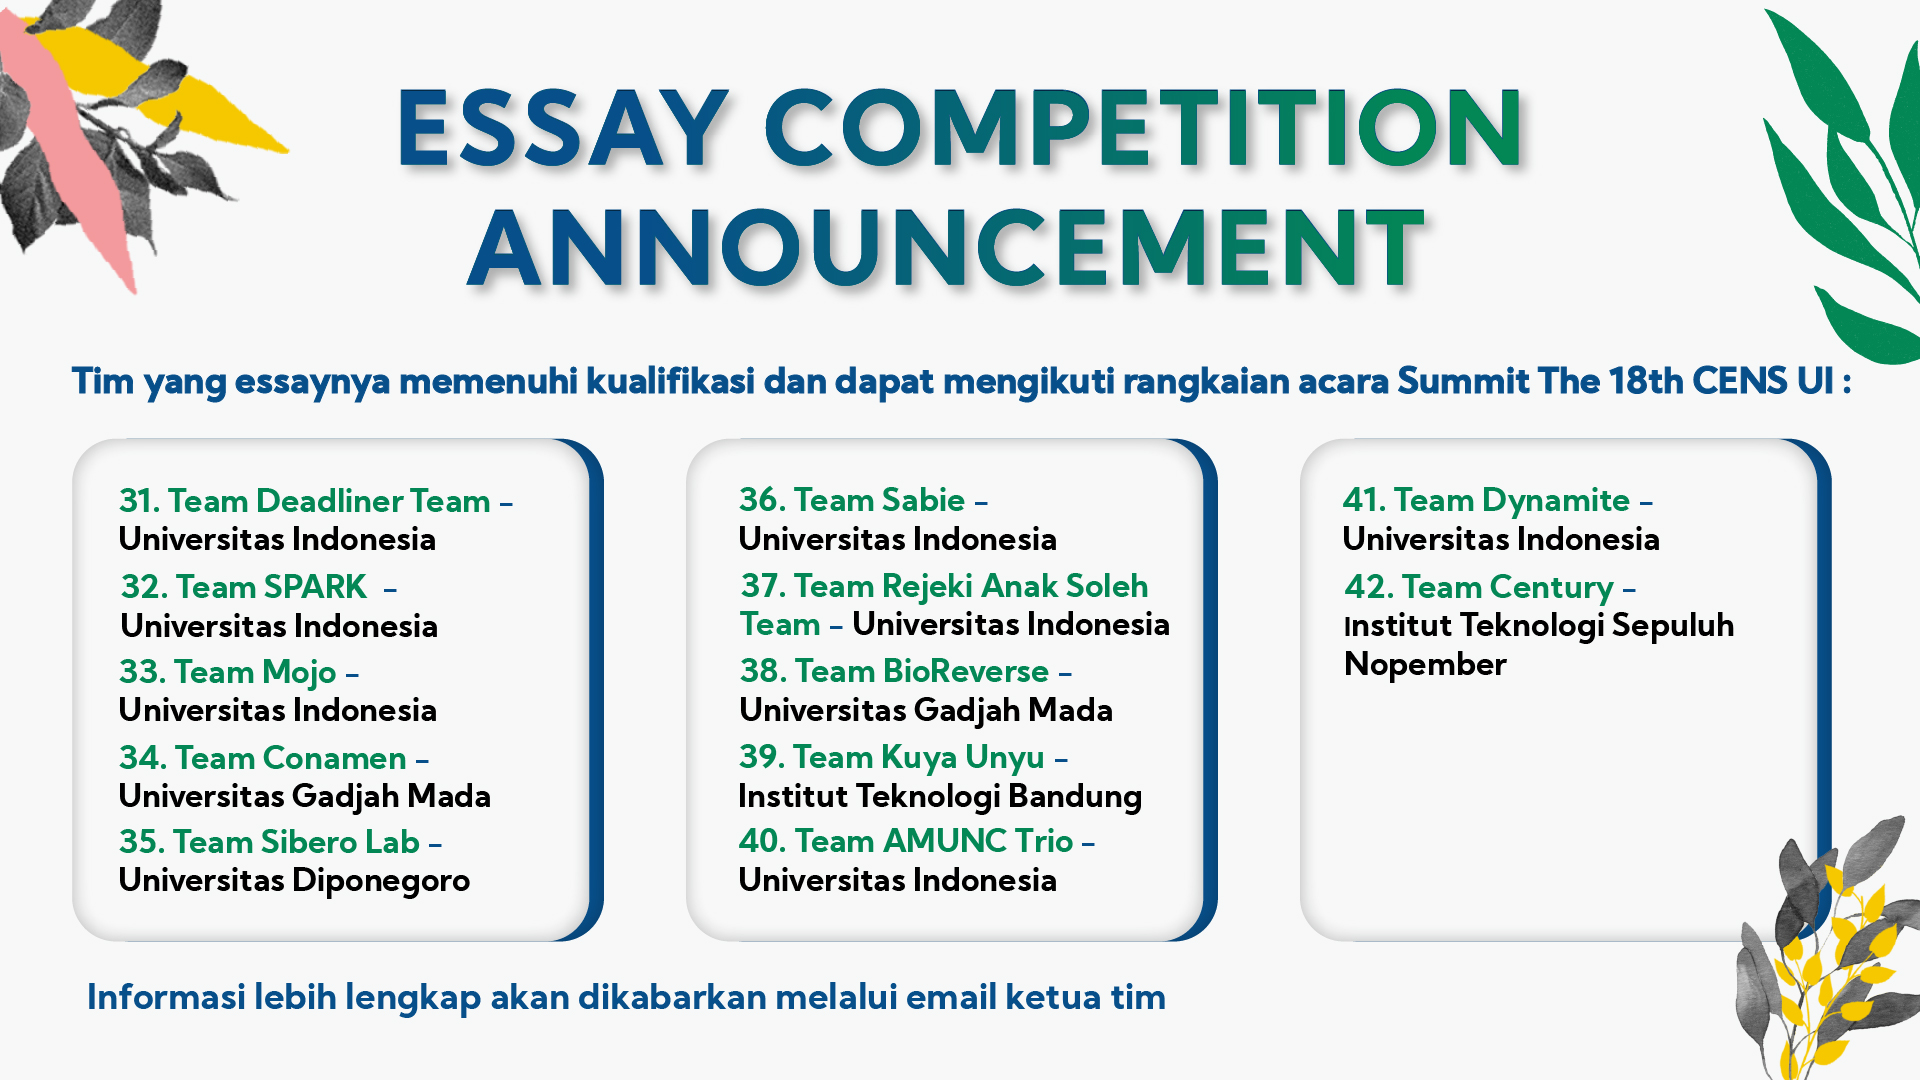 ESSAY COMPETITION
ANNOUNCEMENT
Tim yang essaynya memenuhi kualifikasi dan dapat mengikuti rangkaian acara Summit The 18th CENS UI :
31. Team Deadliner Team -
Universitas Indonesia
32. Team SPARK  -
Universitas Indonesia
33. Team Mojo -
Universitas Indonesia
34. Team Conamen -
Universitas Gadjah Mada
35. Team Sibero Lab -
Universitas Diponegoro
36. Team Sabie -
Universitas Indonesia
37. Team Rejeki Anak Soleh
Team - Universitas Indonesia
38. Team BioReverse -
Universitas Gadjah Mada
39. Team Kuya Unyu -
Institut Teknologi Bandung
40. Team AMUNC Trio -
Universitas Indonesia
41. Team Dynamite -
Universitas Indonesia
42. Team Century -
Institut Teknologi Sepuluh
Nopember
Informasi lebih lengkap akan dikabarkan melalui email ketua tim